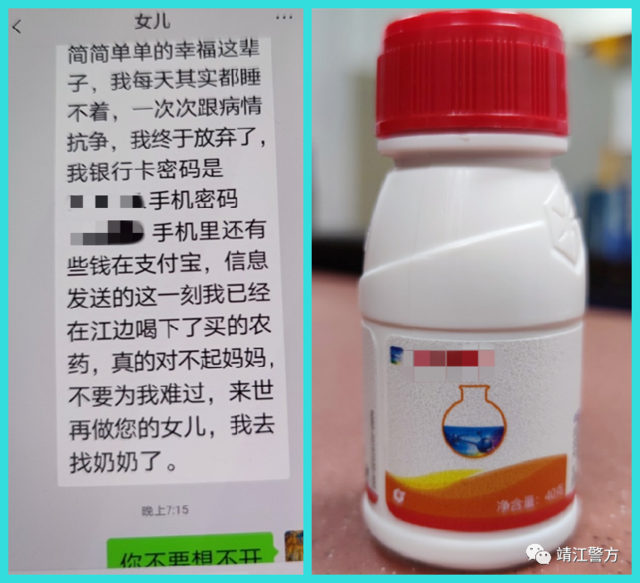 女儿
简简单单的幸福这辈
子，我每天其实都睡
不着，一次次跟病情
抗争，我终于放弃了，
我银行卡密码是
手机密码
手机里还有
些钱在支付宝，信息
发送的这一刻我已经
在江边喝下了买的农
药，真的对不起妈妈，
不要为我难过，来世
再做您的女儿，我去
找奶奶了。
晚上7:15
你不要想不开
净含量：40克
靖江警方